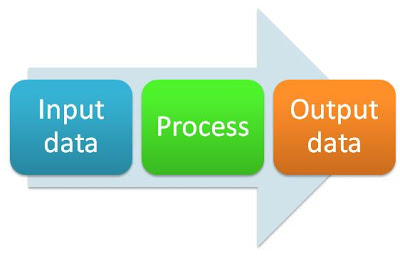 Input
data
Process
Output
data